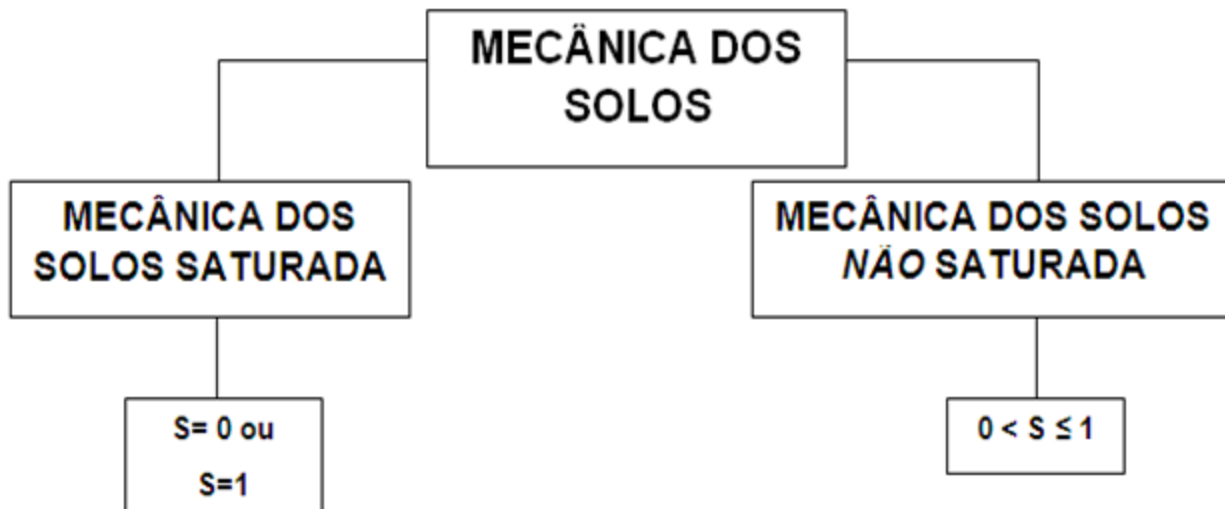 MECÂNICA DOS
SOLOS
MECÂNICA DOS
SOLOS SATURADA
MECÂNICA DOS SOLOS
NÃO SATURADA
S= 0 ou
S=1
0 < S ≤ 1